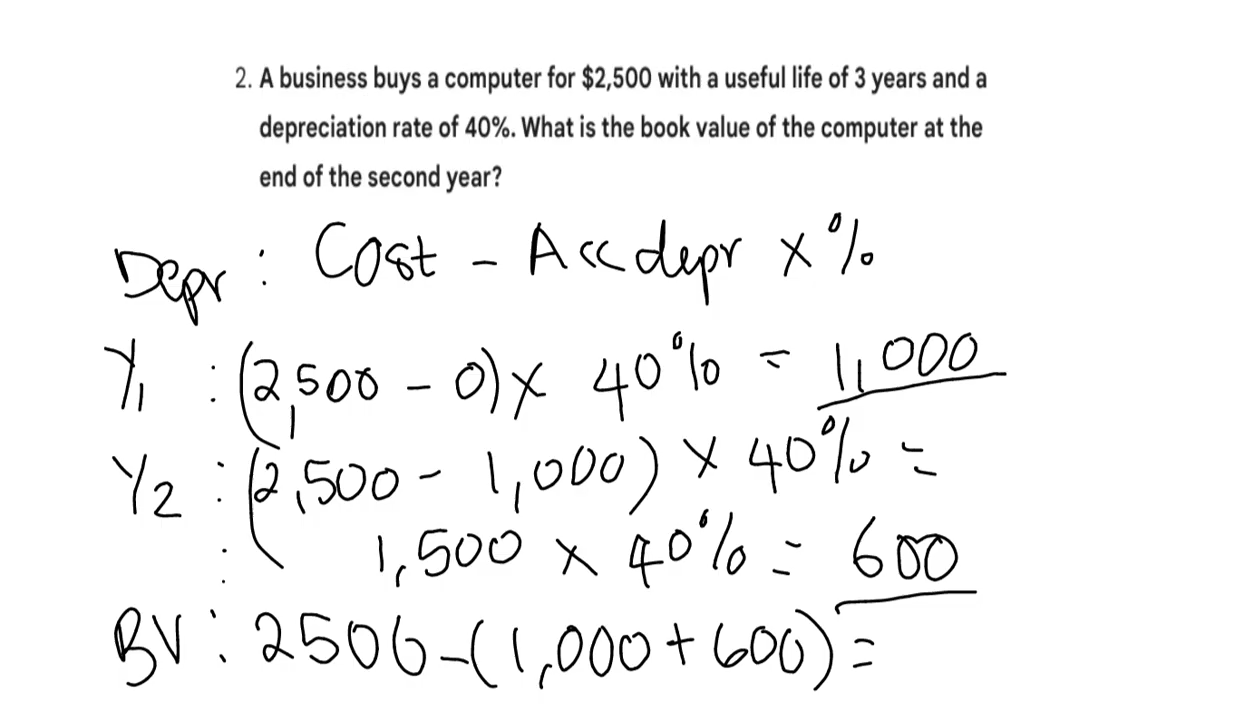 2. A business buys a computer for $2,500 with a useful life of 3 years and a
depreciation rate of 40%. What is the book value of the computer at the
end of the second year?
Depr : Cost - Acc depr x %
Y1 : (2,500 - 0) x 40% = 1,000
Y2 : (2,500 - 1,000) x 40% =
: 1,500 x 40% = 600
BV : 2500 - (1,000 + 600) =